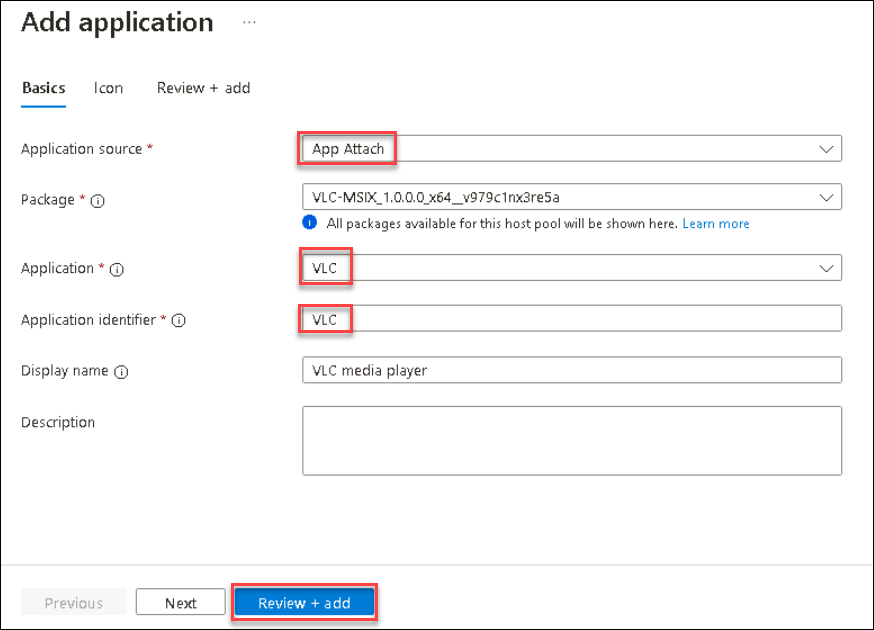 Add application ...
Basics Icon Review + add
Application source * App Attach
Package * VLC-MSIX_1.0.0.0_x64__v979c1nx3re5a
All packages available for this host pool will be shown here. Learn more
Application * VLC
Application identifier * VLC
Display name VLC media player
Description
Previous Next Review + add